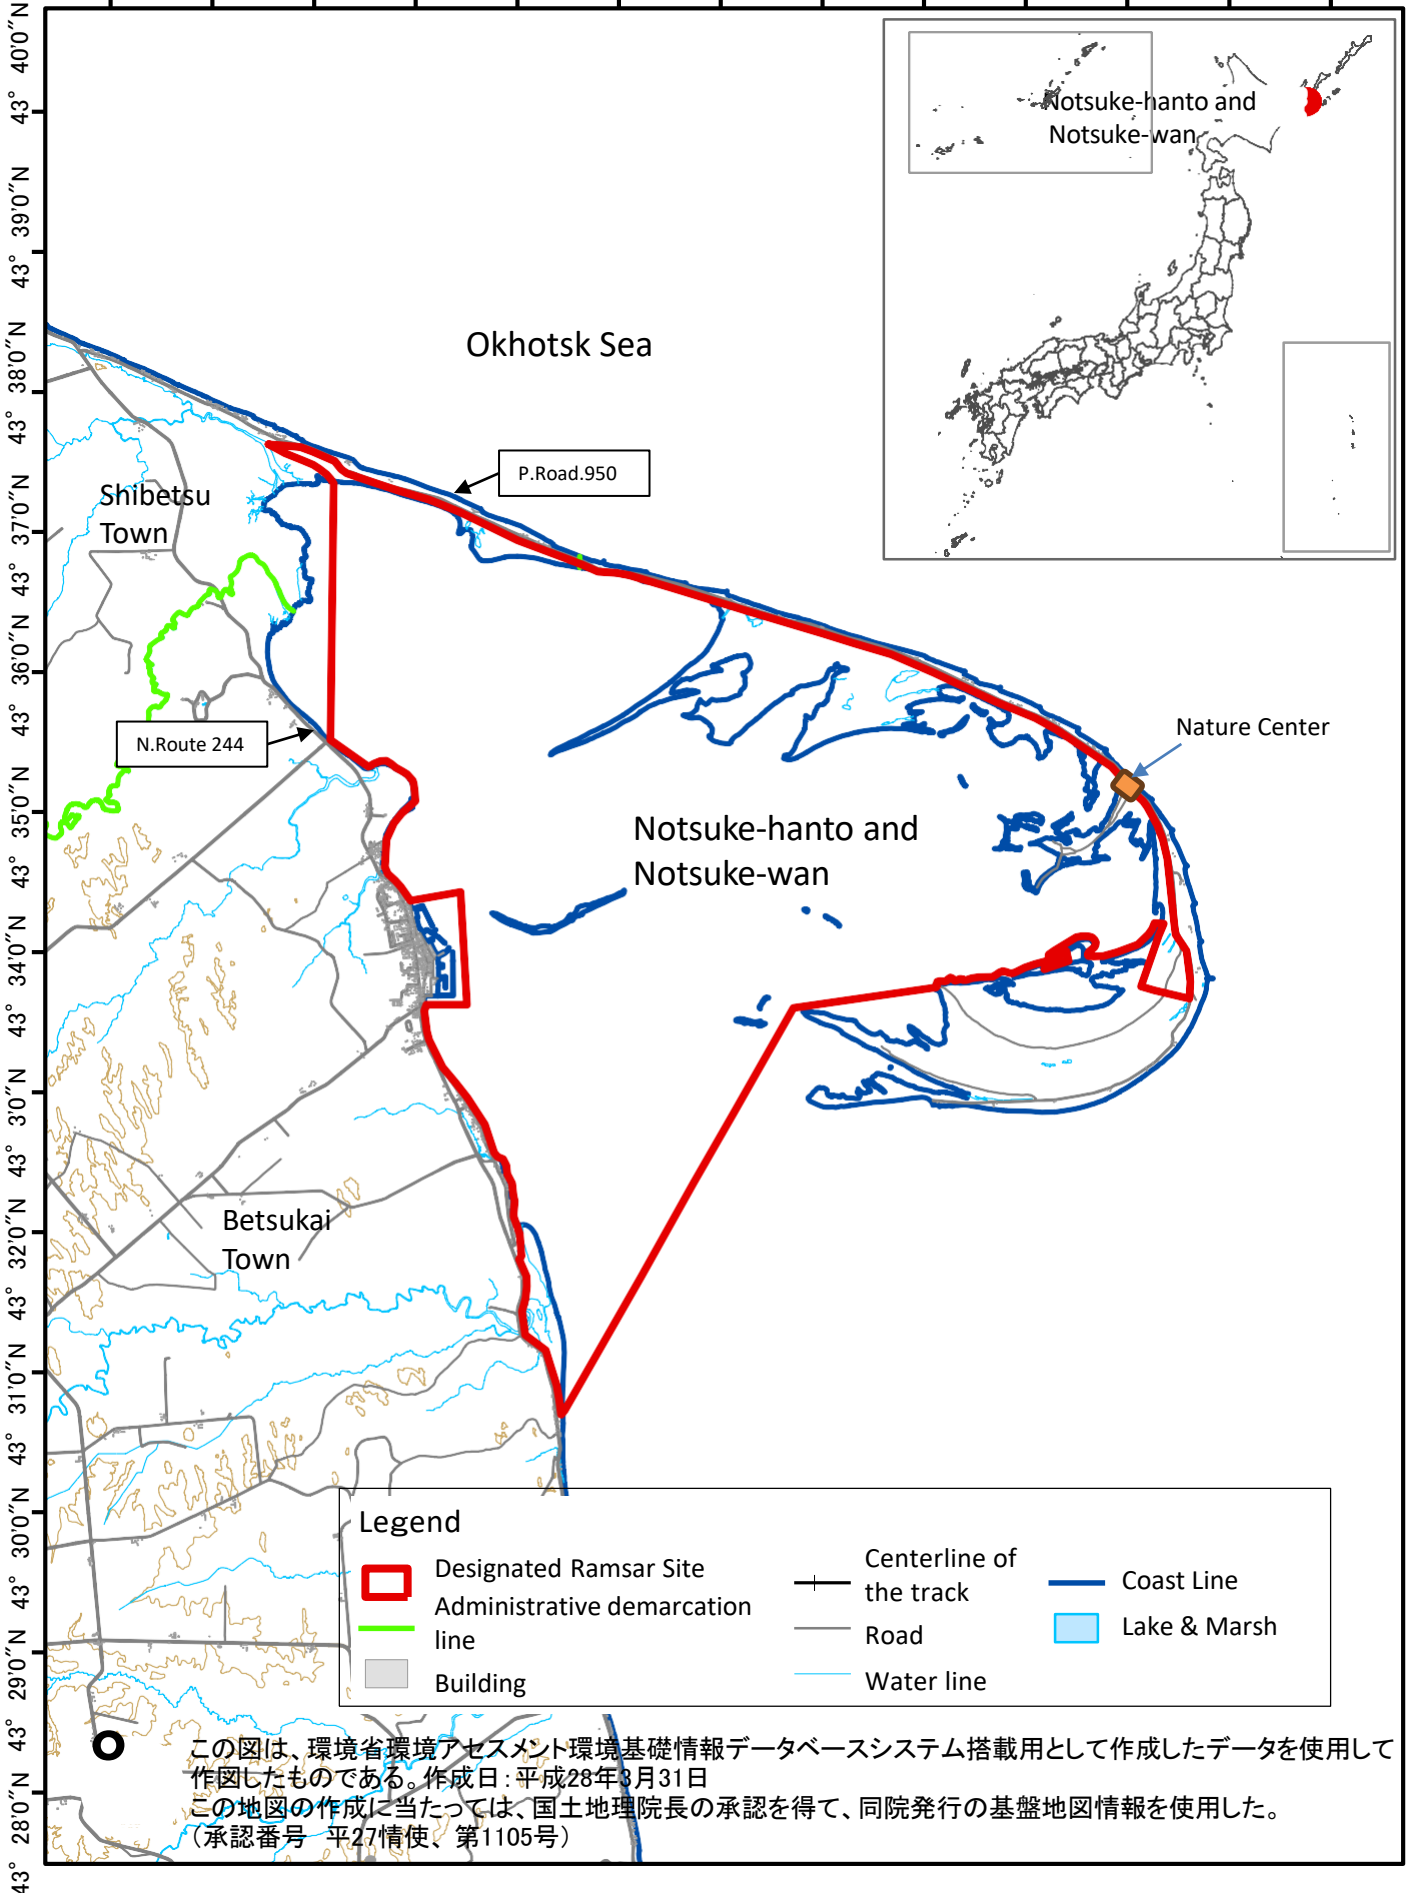 43° 40'0"N
43° 39'0"N
43° 38'0"N
43° 37'0"N
43° 36'0"N
43° 35'0"N
43° 34'0"N
43° 33'0"N
43° 32'0"N
43° 31'0"N
43° 30'0"N
43° 29'0"N
43° 28'0"N
Notsuke-hanto and
Notsuke-wan
Okhotsk Sea
P.Road.950
Shibetsu
Town
N.Route 244
Nature Center
Notsuke-hanto and
Notsuke-wan
Betsukai
Town
Legend
Designated Ramsar Site
Administrative demarcation
line
Building
Centerline of
the track
Road
Water line
Coast Line
Lake & Marsh
この図は、環境省環境アセスメント環境基礎情報データベースシステム搭載用として作成したデータを使用して
作図したものである。作成日：平成28年3月31日
この地図の作成に当たっては、国土地理院長の承認を得て、同院発行の基盤地図情報を使用した。
（承認番号　平27情使、第1105号）